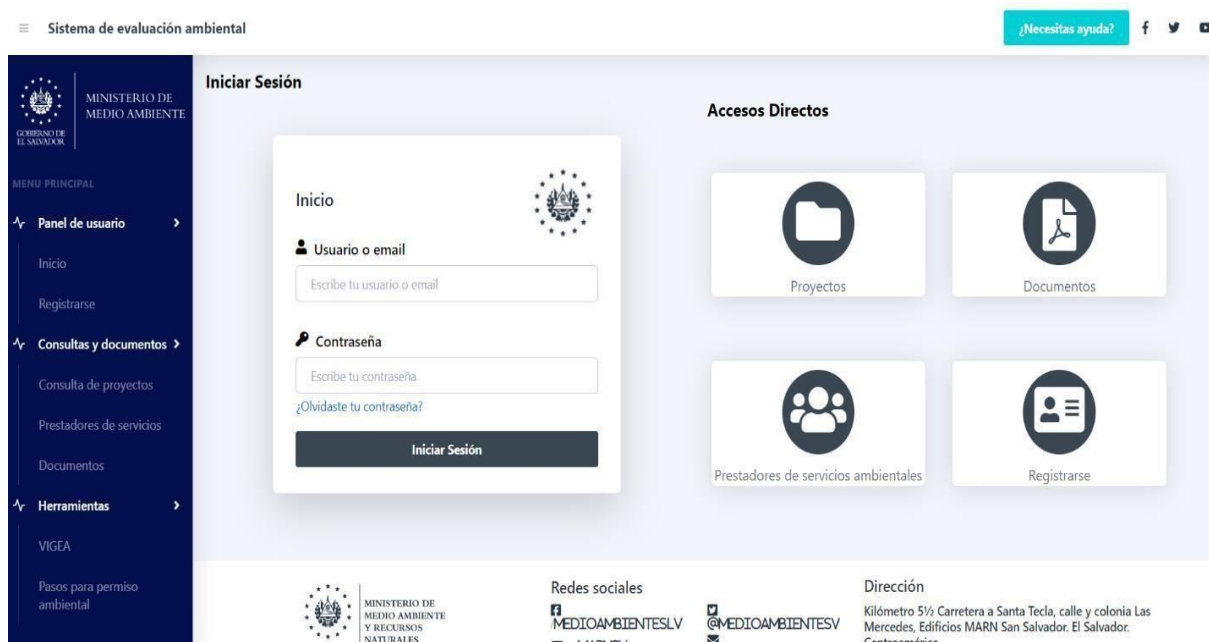 Sistema de evaluación ambiental
¿Necesitas ayuda?
GOBIERNO DE
EL SALVADOR
MINISTERIO DE
MEDIO AMBIENTE
MENU PRINCIPAL
Panel de usuario
Inicio
Registrarse
Consultas y documentos
Consulta de proyectos
Prestadores de servicios
Documentos
Herramientas
VIGEA
Pasos para permiso
ambiental
Iniciar Sesión
Inicio
Usuario o email
Escribe tu usuario o email
Contraseña
Escribe tu contraseña
¿Olvidaste tu contraseña?
Iniciar Sesión
Accesos Directos
Proyectos
Documentos
Prestadores de servicios ambientales
Registrarse
MINISTERIO DE
MEDIO AMBIENTE
Y RECURSOS
NATURALES
Redes sociales
/MEDIOAMBIENTESLV
@MEDIOAMBIENTESV
Dirección
Kilómetro 5½ Carretera a Santa Tecla, calle y colonia Las
Mercedes, Edificios MARN San Salvador. El Salvador.